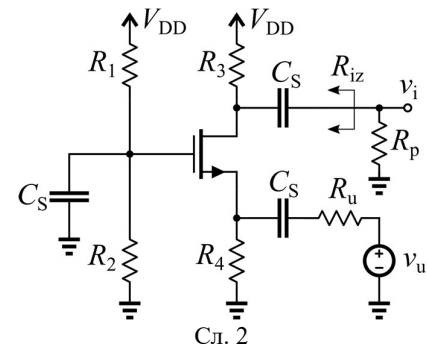 V_DD V_DD
R_1 R_3
C_S R_iz v_i
R_p
C_S C_S R_u
R_2 R_4 v_u
Сл. 2